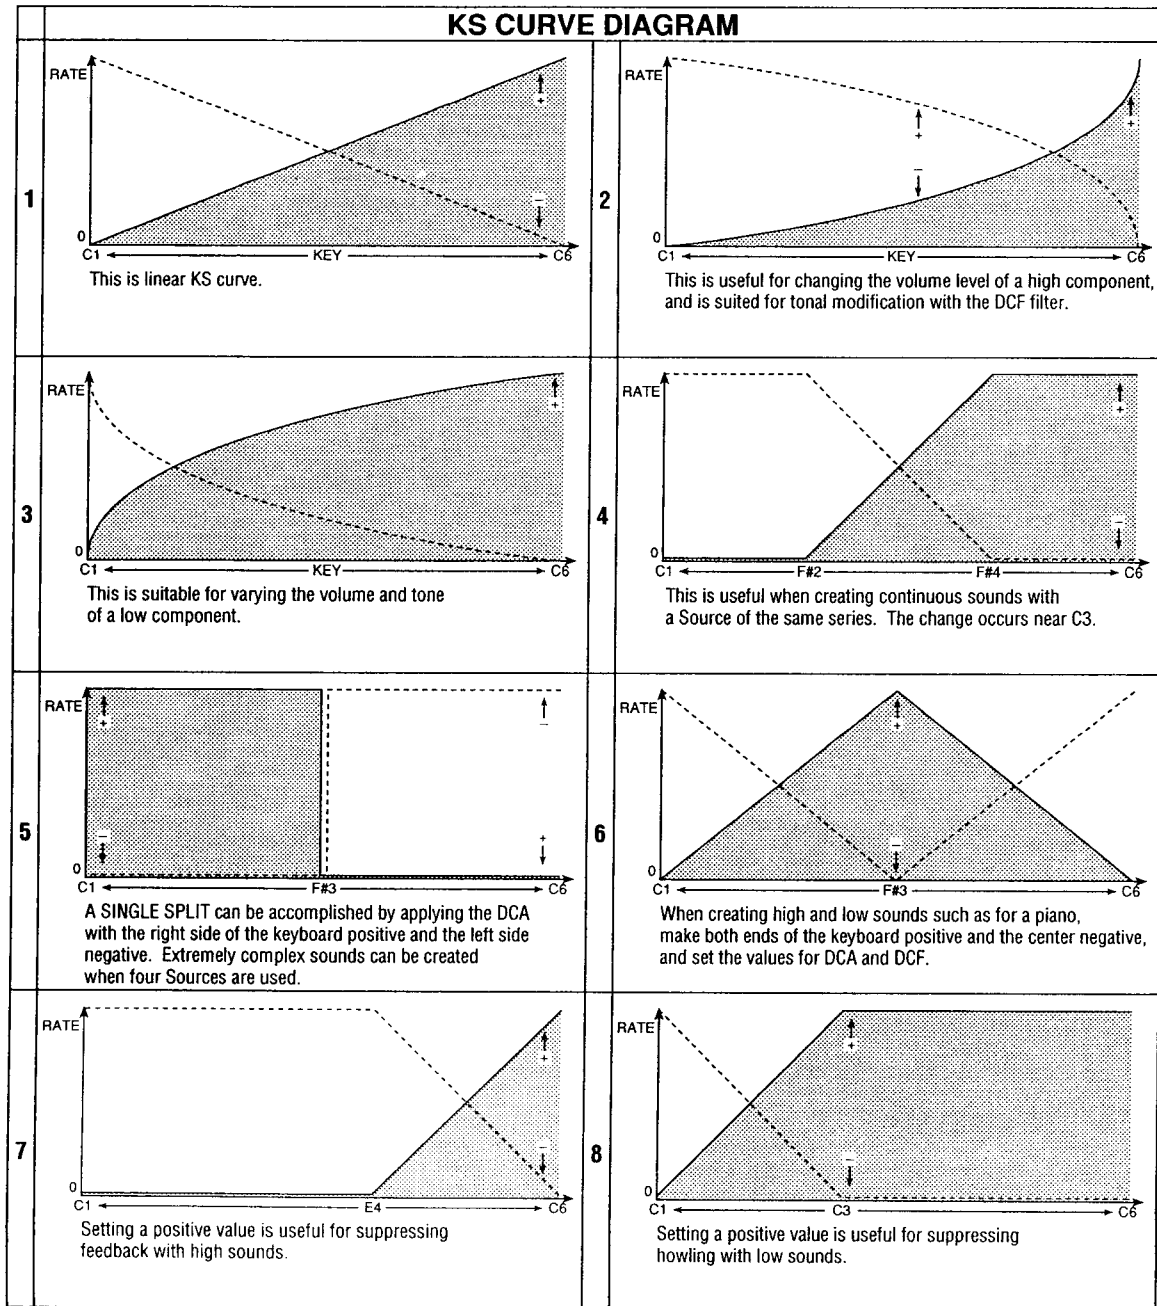 KS CURVE DIAGRAM
1
RATE
+
−
0
C1 KEY C6
This is linear KS curve.
2
RATE
+
+
−
0
C1 KEY C6
This is useful for changing the volume level of a high component,
and is suited for tonal modification with the DCF filter.
3
RATE
+
0
C1 KEY C6
This is suitable for varying the volume and tone
of a low component.
4
RATE
+
−
0
C1 F#2 F#4 C6
This is useful when creating continuous sounds with
a Source of the same series. The change occurs near C3.
5
RATE
+
−
−
+
0
C1 F#3 C6
A SINGLE SPLIT can be accomplished by applying the DCA
with the right side of the keyboard positive and the left side
negative. Extremely complex sounds can be created
when four Sources are used.
6
RATE
+
−
0
C1 F#3 C6
When creating high and low sounds such as for a piano,
make both ends of the keyboard positive and the center negative,
and set the values for DCA and DCF.
7
RATE
+
−
0
C1 E4 C6
Setting a positive value is useful for suppressing
feedback with high sounds.
8
RATE
+
−
0
C1 C3 C6
Setting a positive value is useful for suppressing
howling with low sounds.